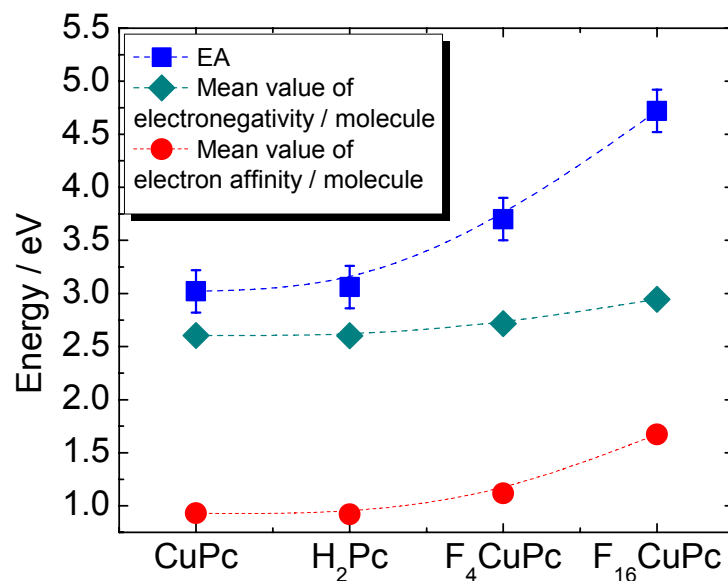 5.5
5.0
4.5
4.0
3.5
3.0
2.5
2.0
1.5
1.0
Energy / eV
EA
Mean value of
electronegativity / molecule
Mean value of
electron affinity / molecule
CuPc H₂Pc F₄CuPc F₁₆CuPc